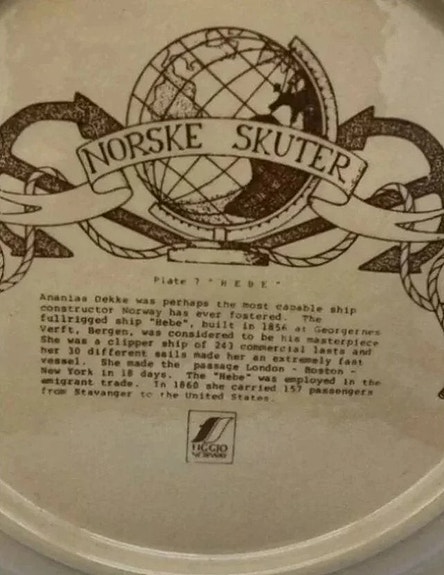 NORSKE SKUTER
Plate 7 "HEBE"
Ananias Dekke was perhaps the most capable ship
constructor Norway has ever fostered. The
fullrigged ship "Hebe", built in 1856 at Georgernes
Verft, Bergen, was considered to be his masterpiece
She was a clipper ship of 243 commercial lasts and
her 30 different sails made her an extremely fast
vessel. She made the passage London - Boston -
New York in 18 days. The "Hebe" was employed in the
emigrant trade. In 1860 she carried 157 passengers
from Stavanger to the United States.
FIGGJO
NORWAY